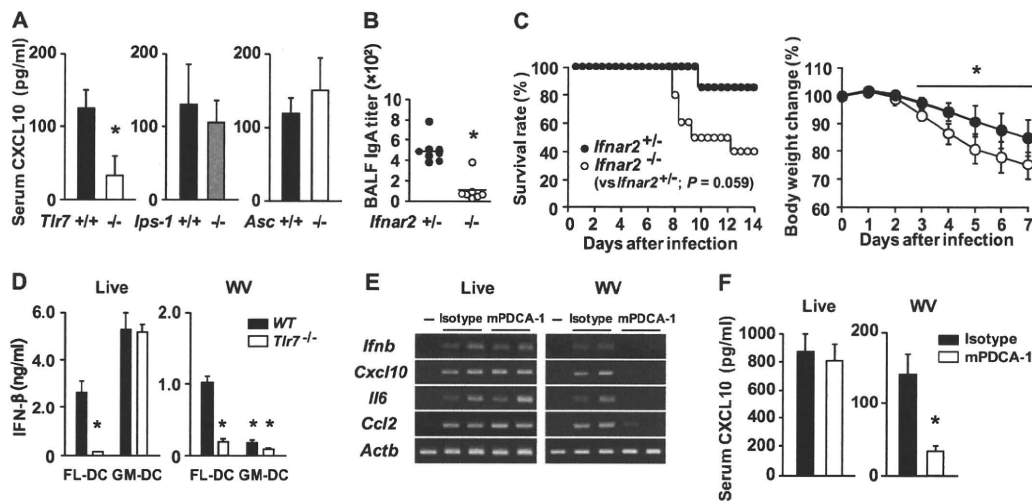 A
Serum CXCL10 (pg/ml)
200
100
0
*
Tlr7 +/+ -/-
200
100
0
Ips-1 +/+ -/-
200
100
0
Asc +/+ -/-
B
BALF IgA titer (×10²)
10
8
6
4
2
0
*
Ifnar2 +/- -/-
C
Survival rate (%)
100
80
60
40
20
0
Ifnar2+/-
Ifnar2 -/-
(vs Ifnar2+/-; P = 0.059)
0 2 4 6 8 10 12 14
Days after infection
Body weight change (%)
100
90
80
70
60
*
0 1 2 3 4 5 6 7
Days after infection
D
Live
IFN-β (ng/ml)
6.0
4.0
2.0
0
*
FL-DC GM-DC
WV
2.0
1.0
0
* * *
FL-DC GM-DC
WT
Tlr7 -/-
E
Live WV
– Isotype mPDCA-1 – Isotype mPDCA-1
Ifnb
Cxcl10
Il6
Ccl2
Actb
F
Live
Serum CXCL10 (pg/ml)
1000
800
600
400
200
0
WV
200
100
0
*
Isotype
mPDCA-1